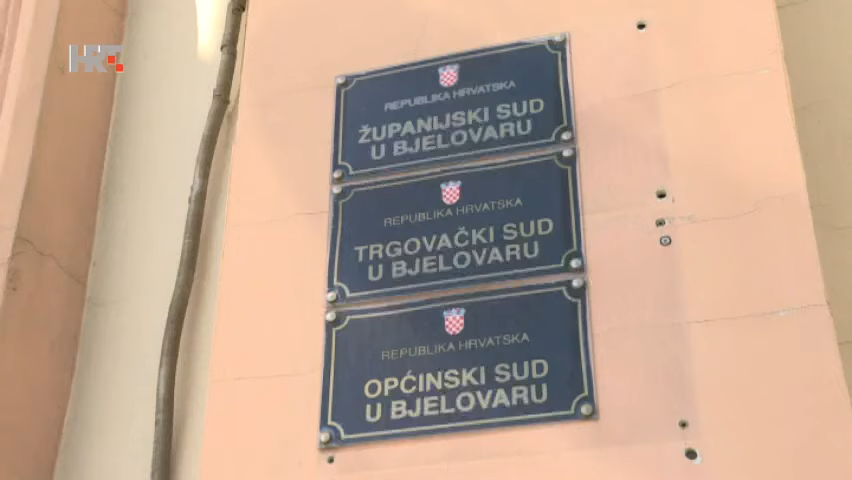 HRT
REPUBLIKA HRVATSKA
ŽUPANIJSKI SUD
U BJELOVARU
REPUBLIKA HRVATSKA
TRGOVAČKI SUD
U BJELOVARU
REPUBLIKA HRVATSKA
OPĆINSKI SUD
U BJELOVARU